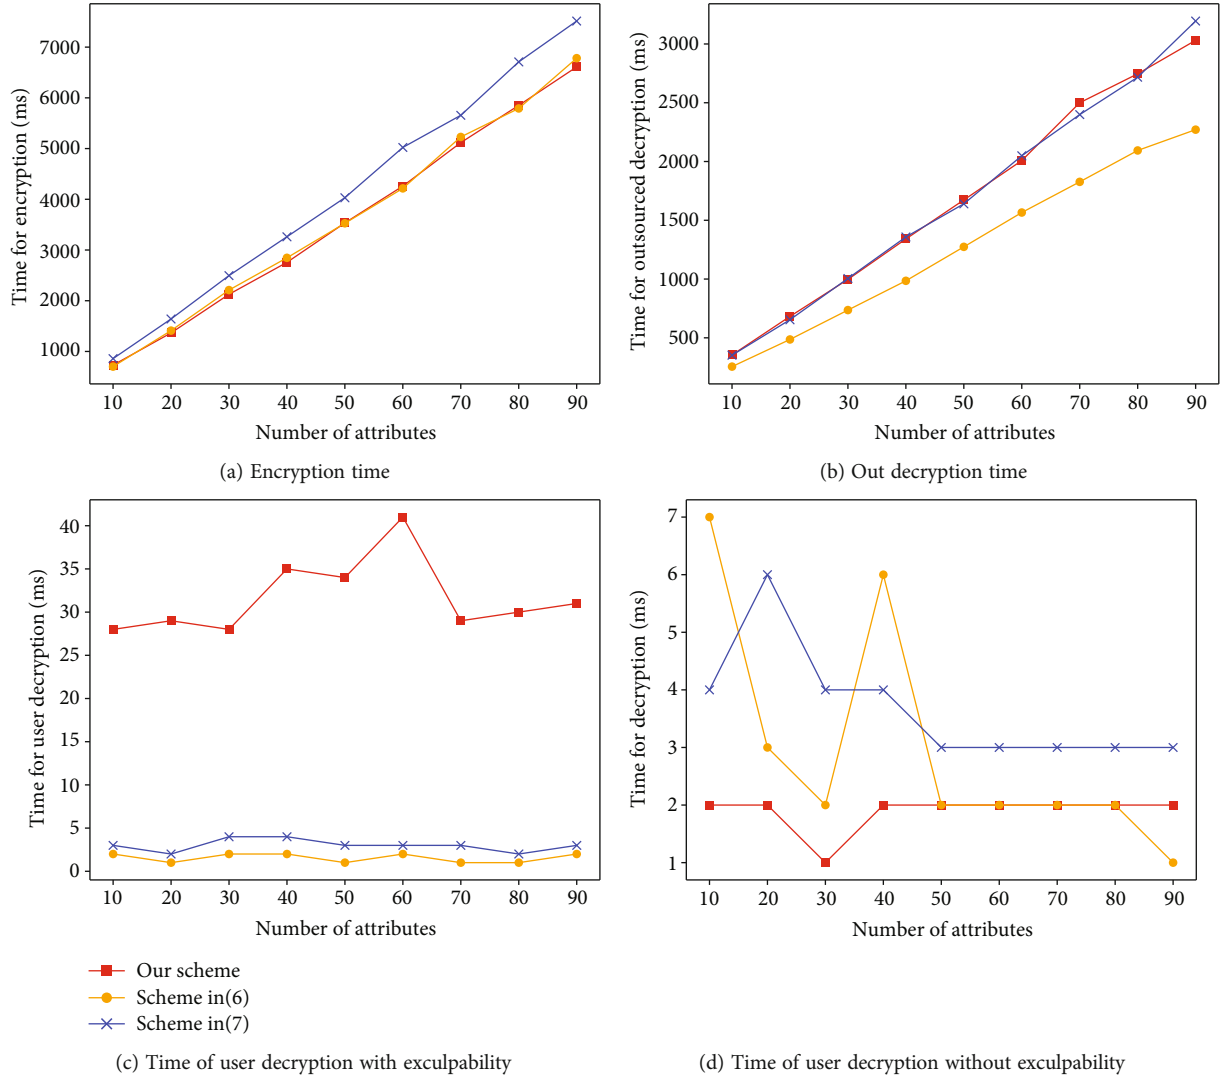 7000
6000
5000
4000
3000
2000
1000
Time for encryption (ms)
10 20 30 40 50 60 70 80 90
Number of attributes
(a) Encryption time
3000
2500
2000
1500
1000
500
Time for outsourced decryption (ms)
10 20 30 40 50 60 70 80 90
Number of attributes
(b) Out decryption time
40
35
30
25
20
15
10
5
0
Time for user decryption (ms)
10 20 30 40 50 60 70 80 90
Number of attributes
Our scheme
Scheme in(6)
Scheme in(7)
(c) Time of user decryption with exculpability
7
6
5
4
3
2
1
Time for decryption (ms)
10 20 30 40 50 60 70 80 90
Number of attributes
(d) Time of user decryption without exculpability